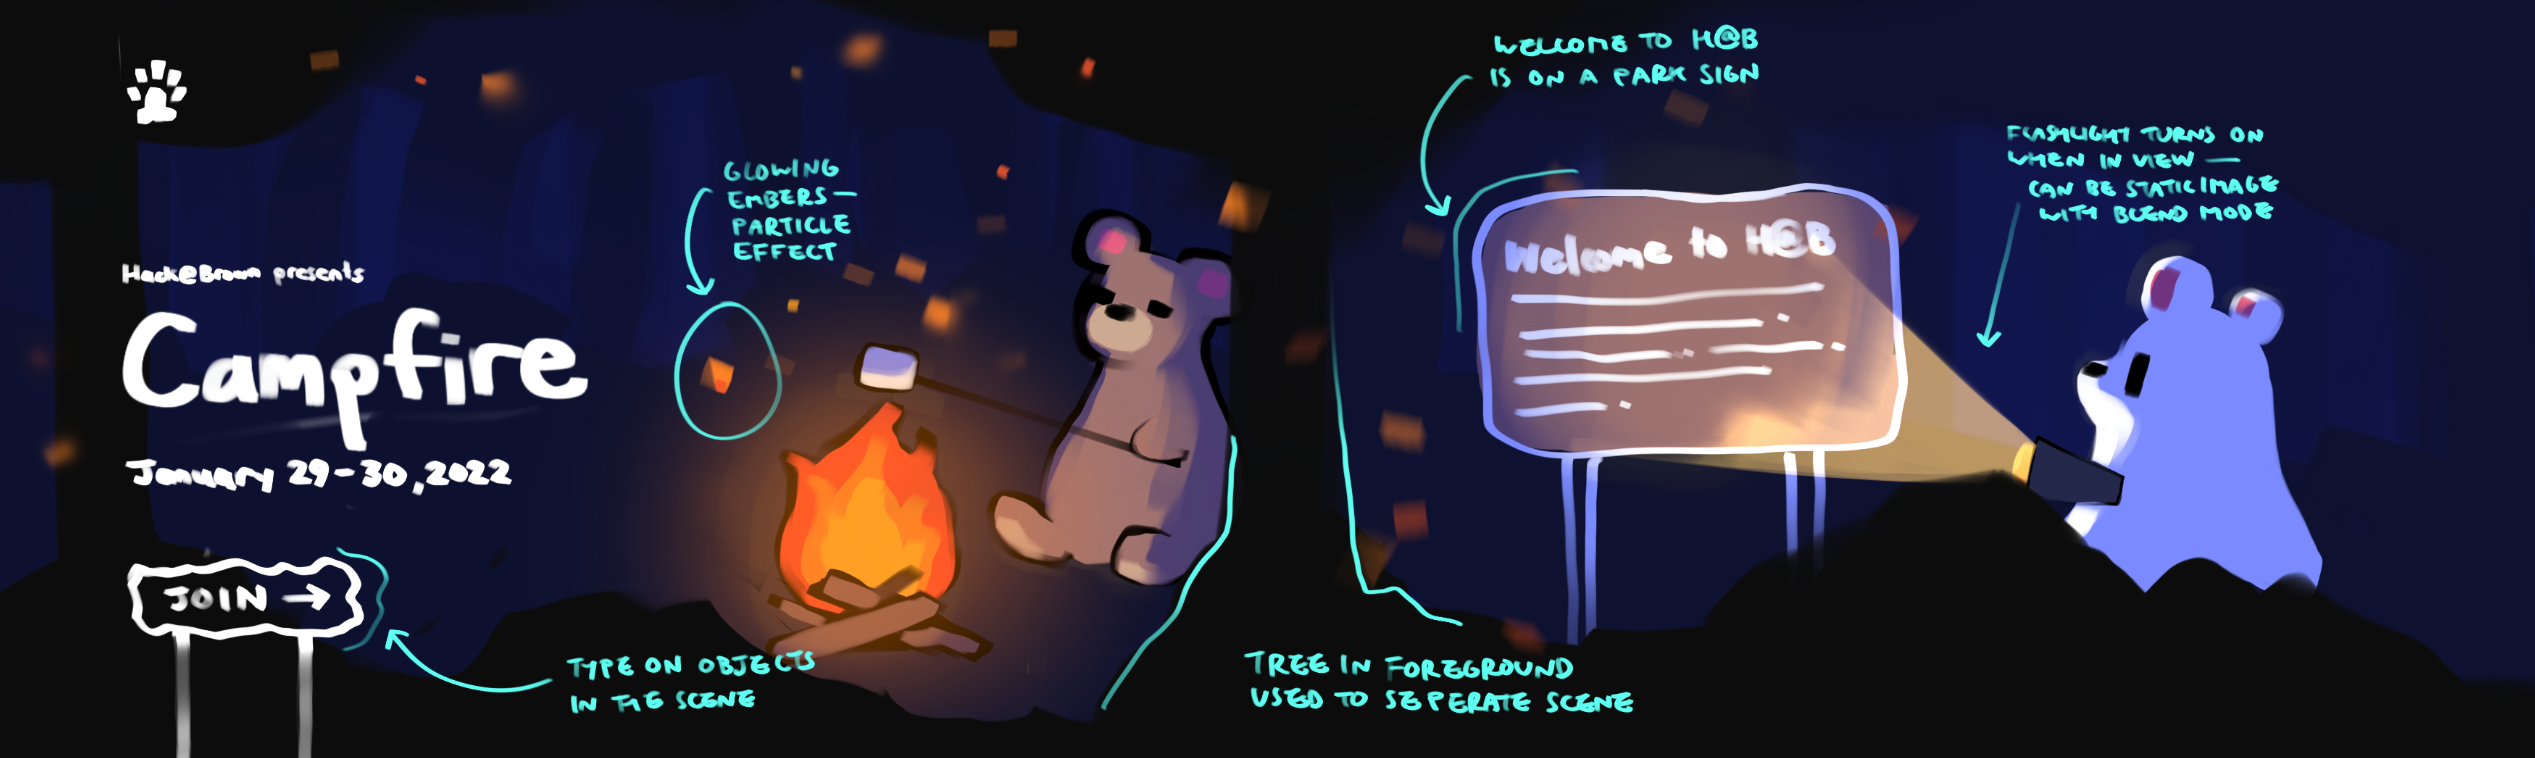 Hack@Brown presents
Campfire
January 29-30, 2022
JOIN →
GLOWING
EMBERS—
PARTICLE
EFFECT
TYPE ON OBJECTS
IN THE SCENE
WELCOME TO H@B
IS ON A PARK SIGN
Welcome to H@B
TREE IN FOREGROUND
USED TO SEPERATE SCENE
FLASHLIGHT TURNS ON
WHEN IN VIEW —
CAN BE STATIC IMAGE
WITH BLEND MODE